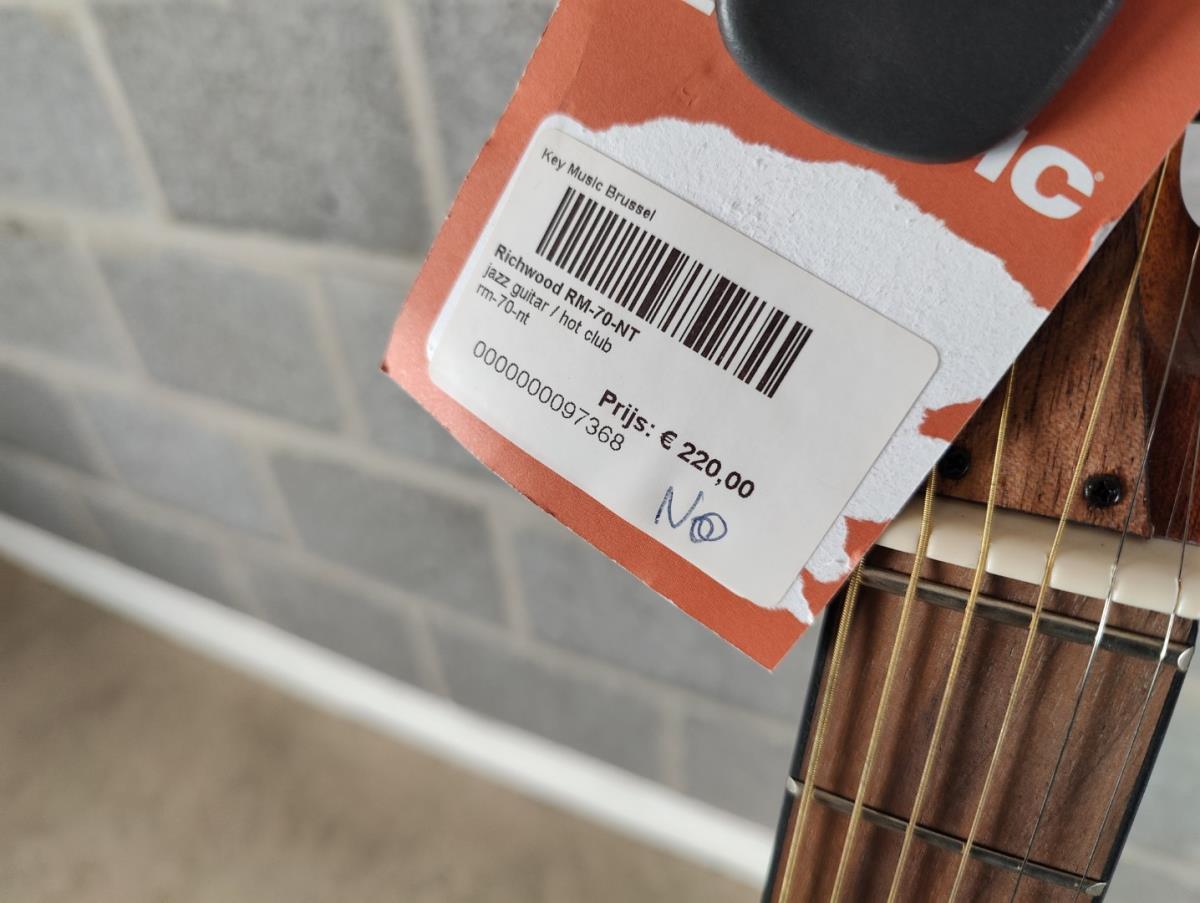 ic
Key Music Brussel
Richwood RM-70-NT
jazz guitar / hot club
rm-70-nt
Prijs: € 220,00
0000000097368
NO